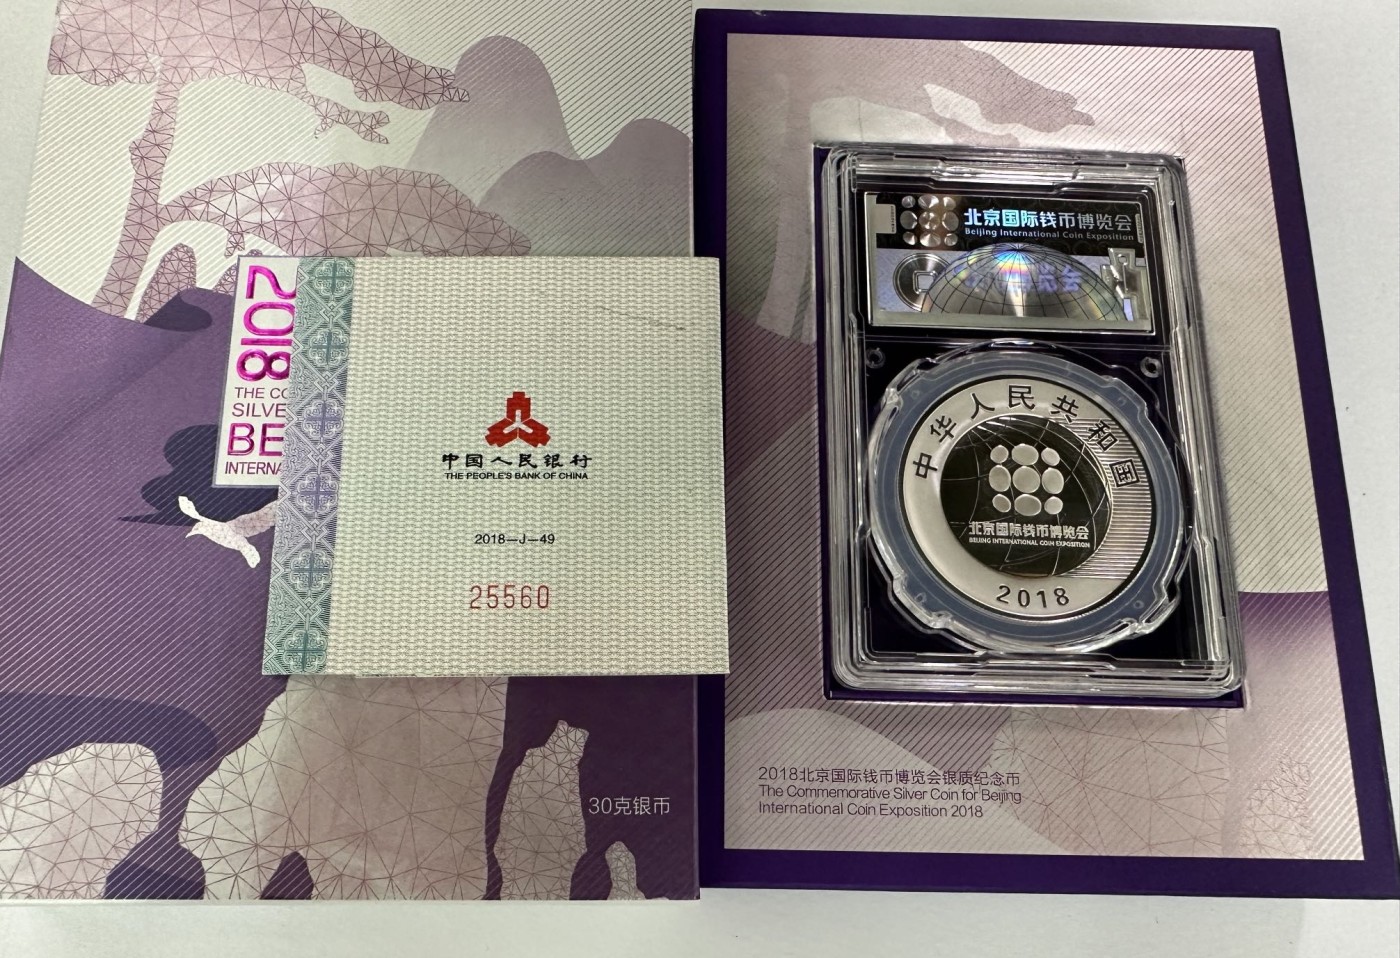 2018
THE CO
SILVE
BE
INTERNA
中国人民银行
THE PEOPLE'S BANK OF CHINA
2018—J—49
25560
30克银币
北京国际钱币博览会
Beijing International Coin Exposition
中华人民共和国
北京国际钱币博览会
BEIJING INTERNATIONAL COIN EXPOSITION
2018
2018北京国际钱币博览会银质纪念币
The Commemorative Silver Coin for Beijing
International Coin Exposition 2018